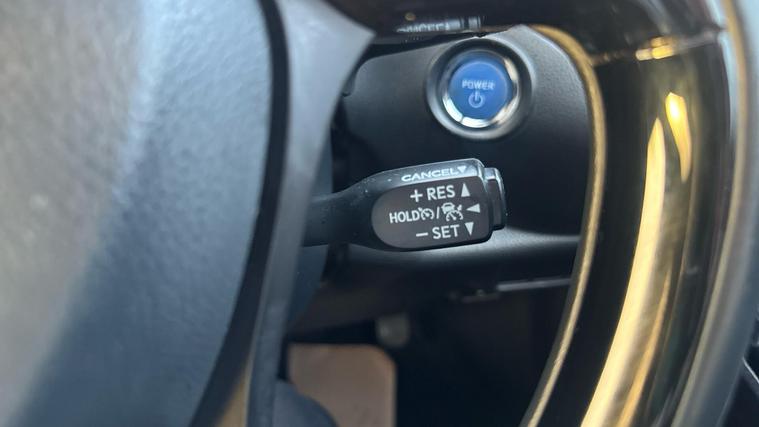 POWER
CANCEL▼
+ RES ▲
HOLD /
− SET ▼